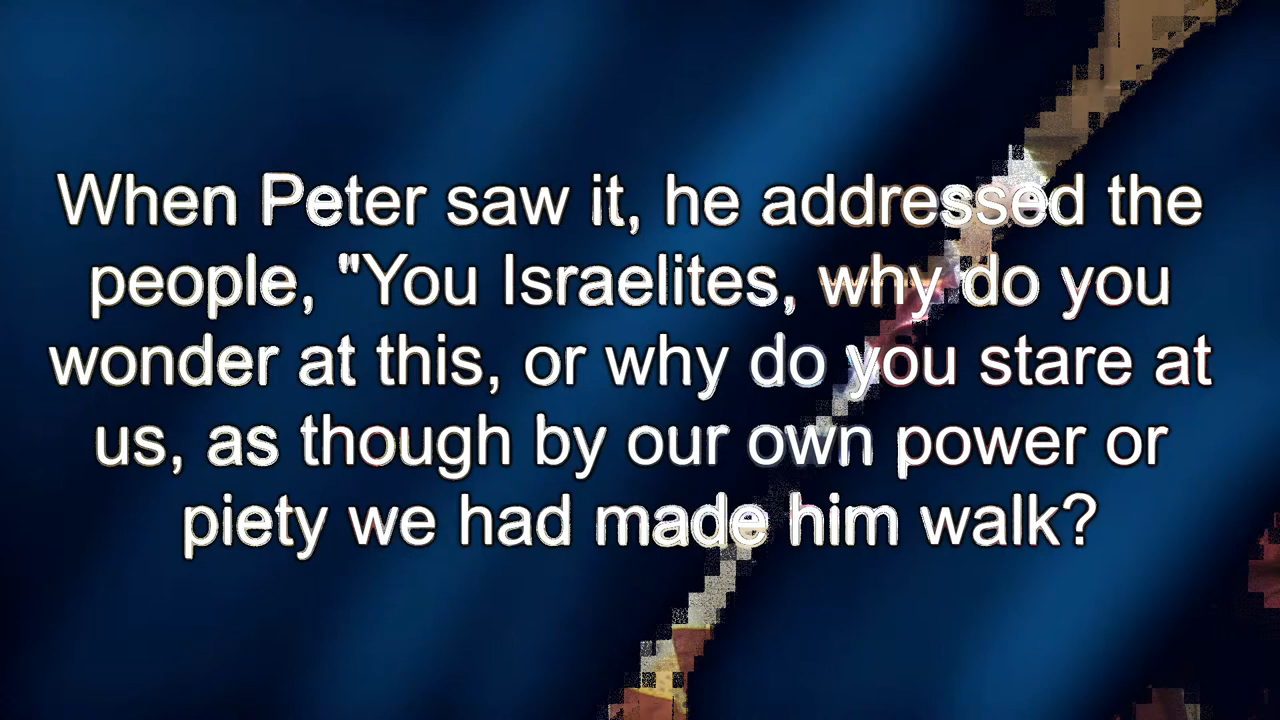 When Peter saw it, he addressed the
people, "You Israelites, why do you
wonder at this, or why do you stare at
us, as though by our own power or
piety we had made him walk?